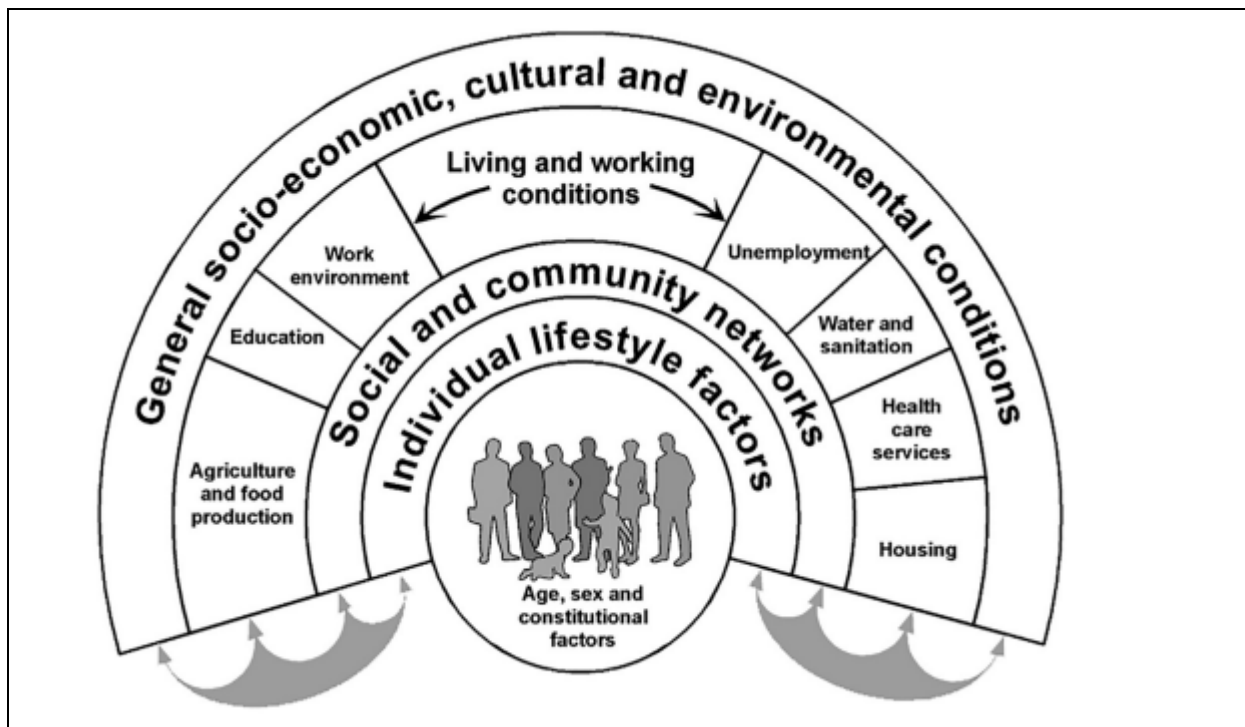 General socio-economic, cultural and environmental conditions
Living and working
conditions
Work
environment
Unemployment
Education
Water and
sanitation
Agriculture
and food
production
Health
care
services
Housing
Social and community networks
Individual lifestyle factors
Age, sex and
constitutional
factors